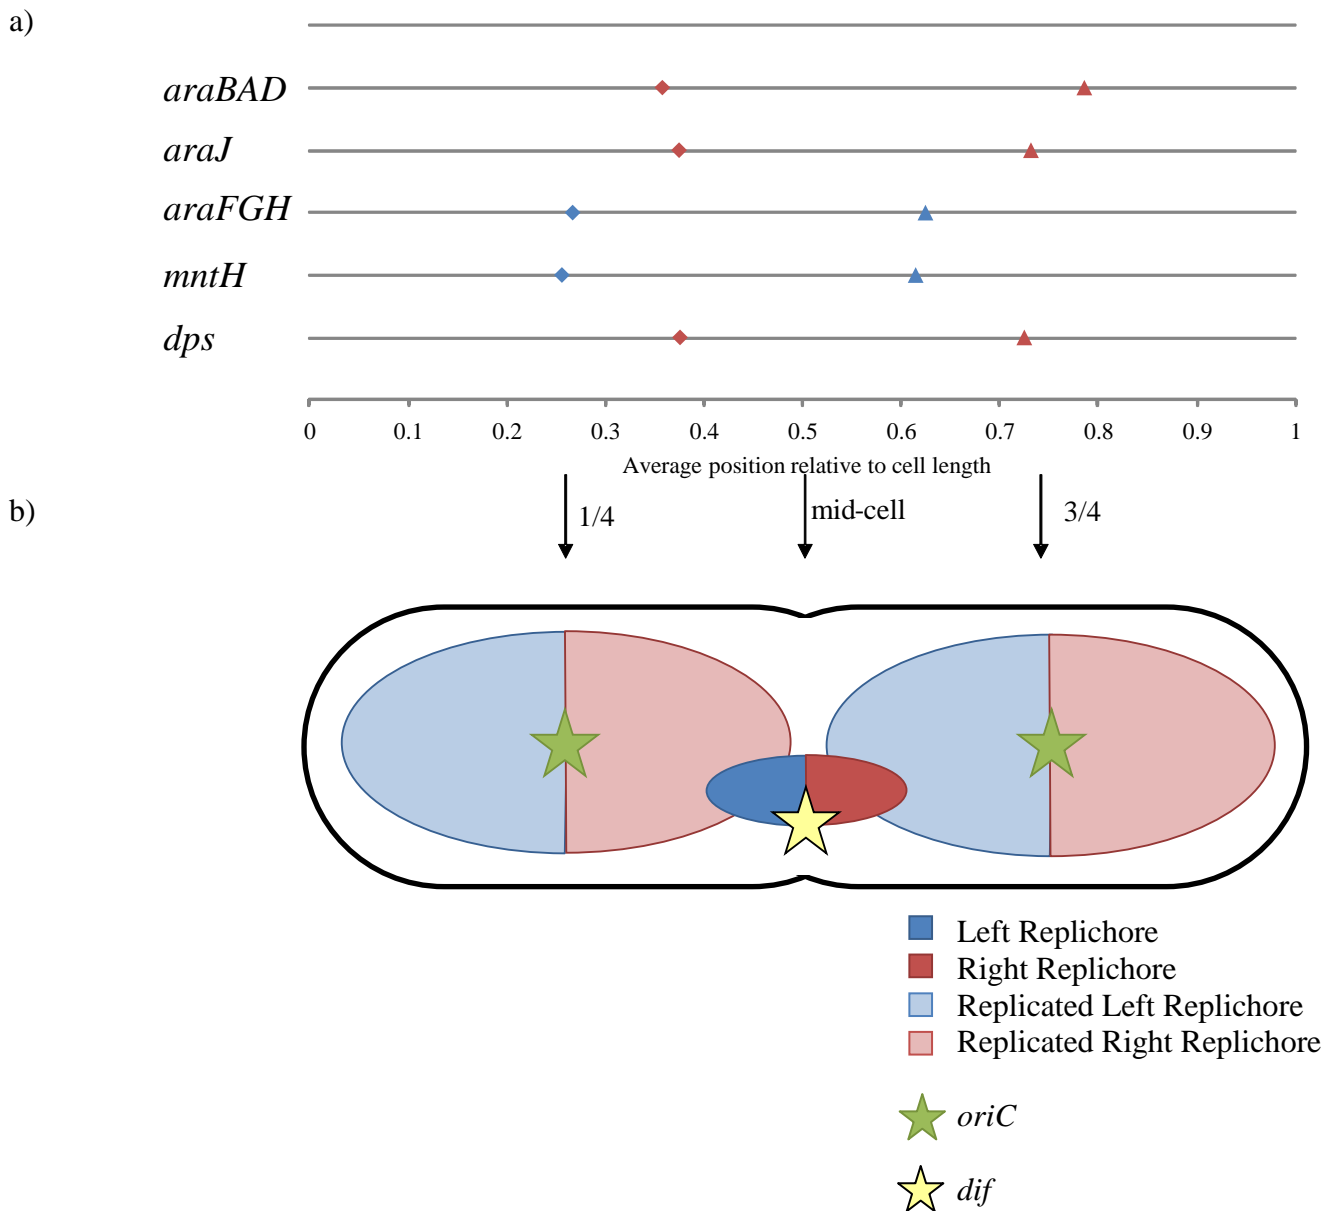 a)
araBAD
araJ
araFGH
mntH
dps
0 0.1 0.2 0.3 0.4 0.5 0.6 0.7 0.8 0.9 1
Average position relative to cell length
b)
1/4 mid-cell 3/4
Left Replichore
Right Replichore
Replicated Left Replichore
Replicated Right Replichore
oriC
dif